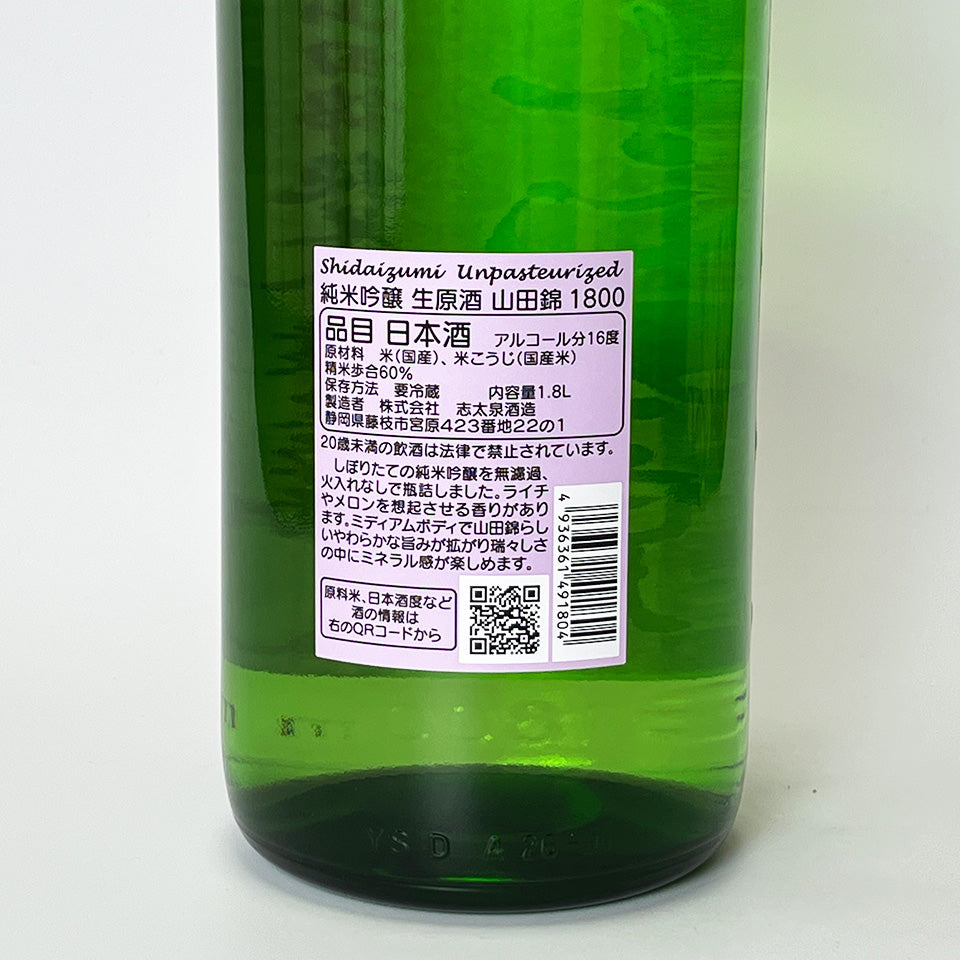 Shidaizumi Unpasteurized
純米吟醸 生原酒 山田錦 1800
品目 日本酒 アルコール分16度
原材料 米(国産)、米こうじ(国産米)
精米歩合60%
保存方法 要冷蔵 内容量1.8L
製造者 株式会社 志太泉酒造
静岡県藤枝市宮原423番地22の1
20歳未満の飲酒は法律で禁止されています。
しぼりたての純米吟醸を無濾過、
火入れなしで瓶詰しました。ライチ
やメロンを想起させる香りがあり
ます。ミディアムボディで山田錦らし
いやわらかな旨みが拡がり瑞々しさ
の中にミネラル感が楽しめます。
4936361491804
原料米、日本酒度など
酒の情報は
右のQRコードから
YSD 4